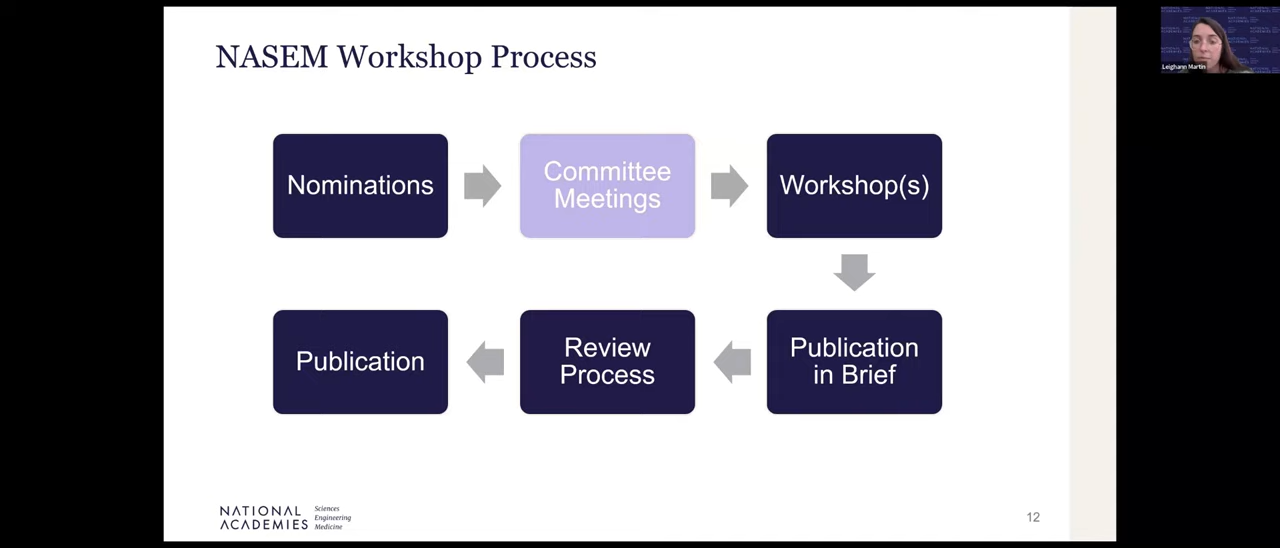 NASEM Workshop Process
Leighann Martin
Nominations
Committee
Meetings
Workshop(s)
Publication
in Brief
Review
Process
Publication
NATIONAL
ACADEMIES
Sciences
Engineering
Medicine
12